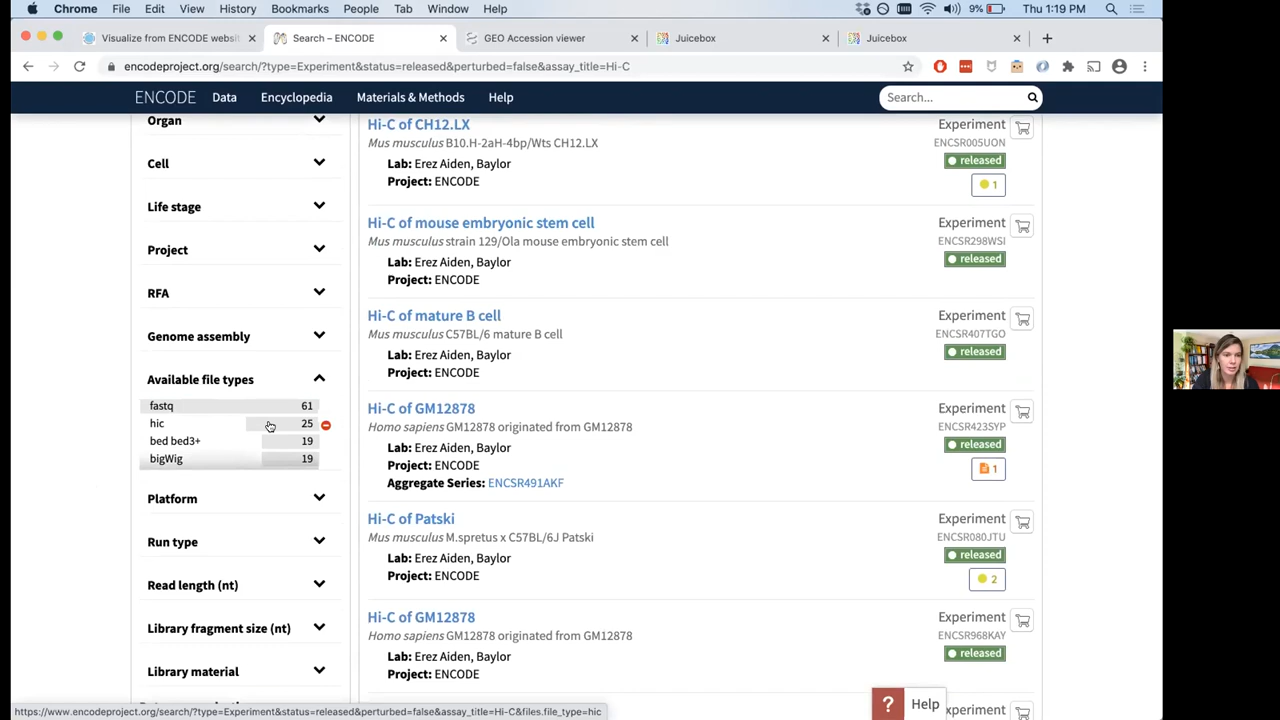 Chrome File Edit View History Bookmarks People Tab Window Help 9% Thu 1:19 PM
Visualize from ENCODE websit × Search – ENCODE × GEO Accession viewer × Juicebox × Juicebox × +
encodeproject.org/search/?type=Experiment&status=released&perturbed=false&assay_title=Hi-C
ENCODE Data Encyclopedia Materials & Methods Help Search...
Organ
Cell
Life stage
Project
RFA
Genome assembly
Available file types
fastq 61
hic 25
bed bed3+ 19
bigWig 19
Platform
Run type
Read length (nt)
Library fragment size (nt)
Library material
Hi-C of CH12.LX Experiment
Mus musculus B10.H-2aH-4bp/Wts CH12.LX ENCSR005UON
Lab: Erez Aiden, Baylor released
Project: ENCODE 1
Hi-C of mouse embryonic stem cell Experiment
Mus musculus strain 129/Ola mouse embryonic stem cell ENCSR298WSI
Lab: Erez Aiden, Baylor released
Project: ENCODE
Hi-C of mature B cell Experiment
Mus musculus C57BL/6 mature B cell ENCSR407TGO
Lab: Erez Aiden, Baylor released
Project: ENCODE
Hi-C of GM12878 Experiment
Homo sapiens GM12878 originated from GM12878 ENCSR423SYP
Lab: Erez Aiden, Baylor released
Project: ENCODE 1
Aggregate Series: ENCSR491AKF
Hi-C of Patski Experiment
Mus musculus M.spretus x C57BL/6J Patski ENCSR080JTU
Lab: Erez Aiden, Baylor released
Project: ENCODE 2
Hi-C of GM12878 Experiment
Homo sapiens GM12878 originated from GM12878 ENCSR968KAY
Lab: Erez Aiden, Baylor released
Project: ENCODE
? Help
https://www.encodeproject.org/search/?type=Experiment&status=released&perturbed=false&assay_title=Hi-C&files.file_type=hic